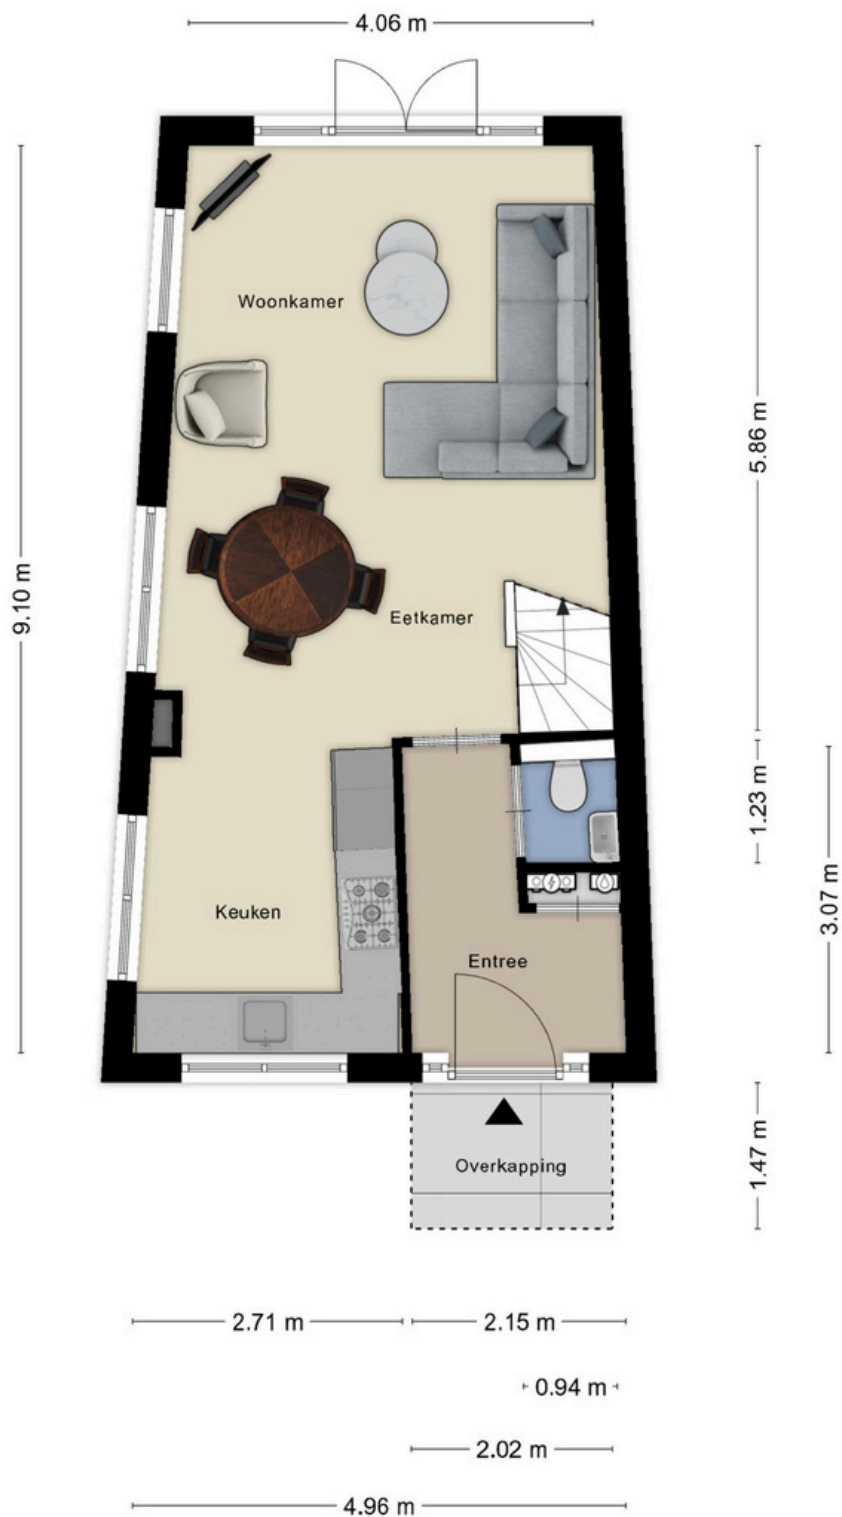 4.06 m
Woonkamer
5.86 m
9.10 m
Eetkamer
1.23 m
3.07 m
Keuken
Entree
1.47 m
Overkapping
2.71 m
2.15 m
0.94 m
2.02 m
4.96 m